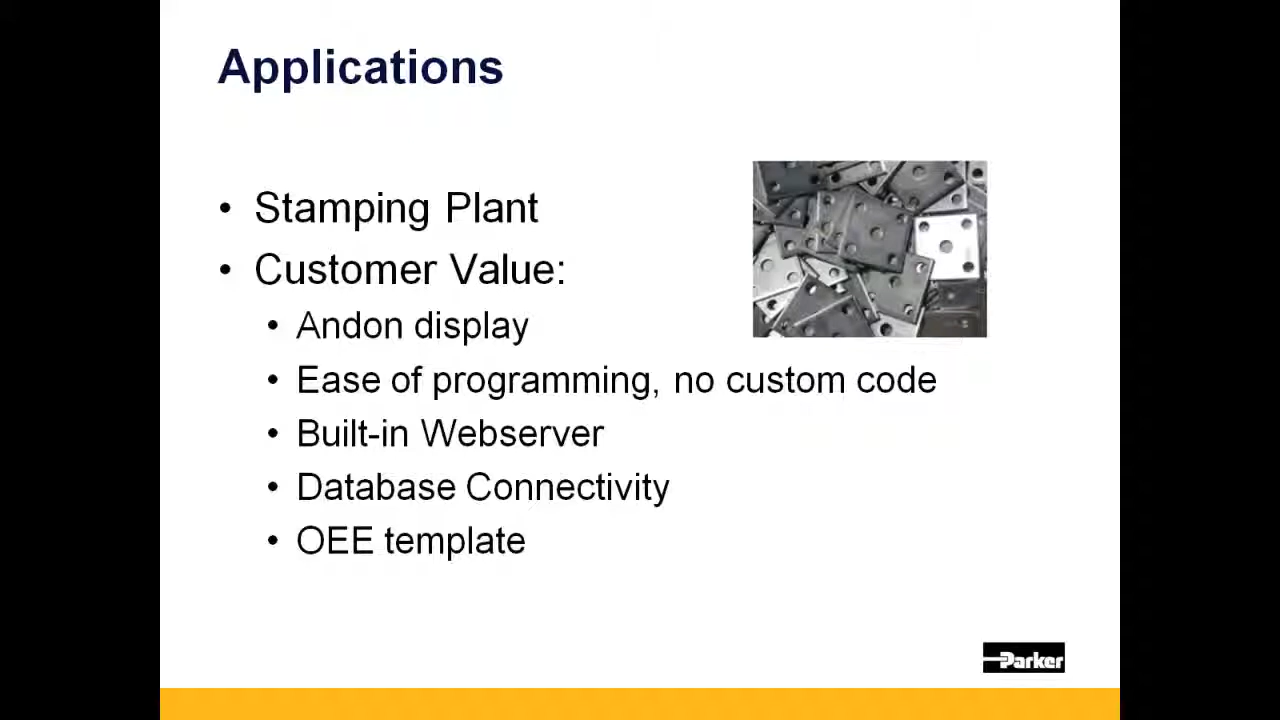 Applications
• Stamping Plant
• Customer Value:
• Andon display
• Ease of programming, no custom code
• Built-in Webserver
• Database Connectivity
• OEE template
Parker